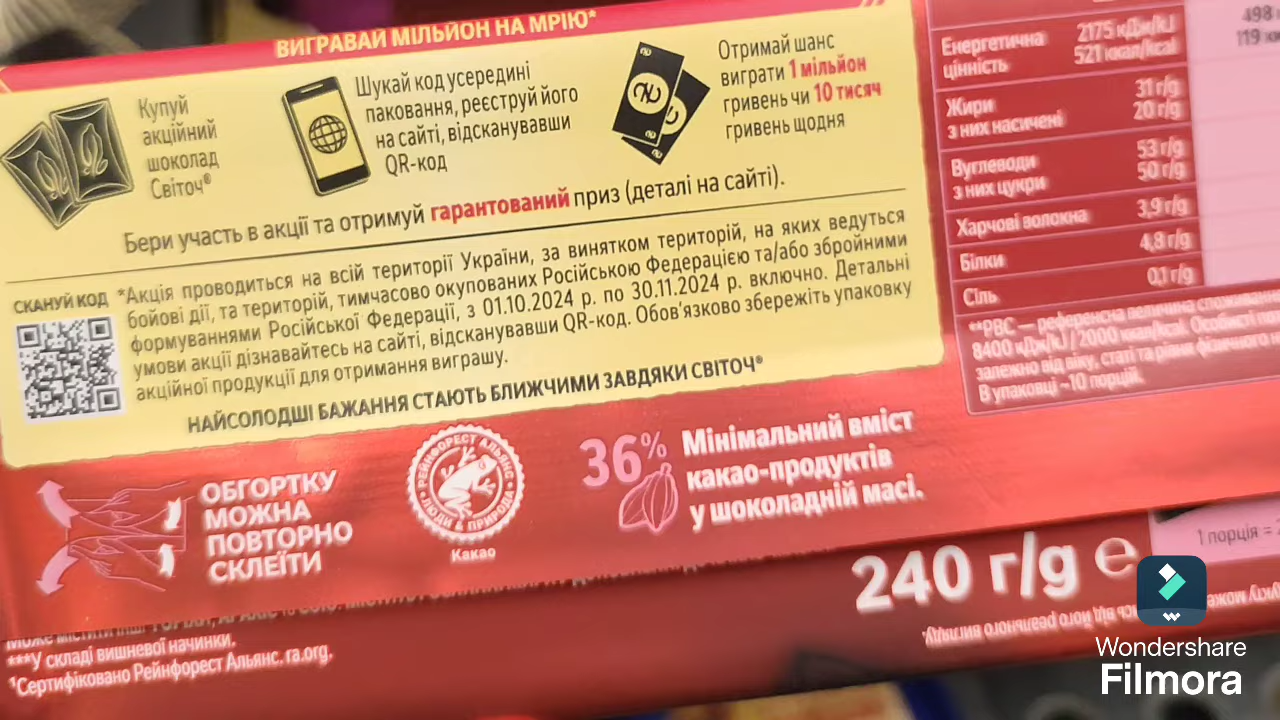 ВИГРАВАЙ МІЛЬЙОН НА МРІЮ*
Купуй
акційний
шоколад
Світоч®
Шукай код усередині
паковання, реєструй його
на сайті, відсканувавши
QR-код
Отримай шанс
виграти 1 мільйон
гривень чи 10 тисяч
гривень щодня
Бери участь в акції та отримуй гарантований приз (деталі на сайті).
СКАНУЙ КОД
*Акція проводиться на всій території України, за винятком територій, на яких ведуться
бойові дії, та територій, тимчасово окупованих Російською Федерацією та/або збройними
формуваннями Російської Федерації, з 01.10.2024 р. по 30.11.2024 р. включно. Детальні
умови акції дізнавайтесь на сайті, відсканувавши QR-код. Обов'язково збережіть упаковку
акційної продукції для отримання виграшу.
НАЙСОЛОДШІ БАЖАННЯ СТАЮТЬ БЛИЖЧИМИ ЗАВДЯКИ СВІТОЧ®
Енергетична 2175 кДж/kJ 498
цінність 521 ккал/kcal 119
Жири 31 г/g
з них насичені 20 г/g
Вуглеводи 53 г/g
з них цукри 50 г/g
Харчові волокна 3,9 г/g
Білки 4,8 г/g
Сіль 0,1 г/g
**РВС — референсна величина споживання
8400 кДж/kJ / 2000 ккал/kcal. Особисті
залежно від віку, статі та рівня фізичного
В упаковці ~10 порцій.
ОБГОРТКУ
МОЖНА
ПОВТОРНО
СКЛЕЇТИ
РЕЙНФОРЕСТ АЛЬЯНС
ЛЮДИ & ПРИРОДА
Какао
36%
Мінімальний вміст
какао-продуктів
у шоколадній масі.
240 г/g ℮
1 порція =
від його реального вигляду.
***У складі вишневої начинки.
¹Сертифіковано Рейнфорест Альянс. ra.org.
Wondershare
Filmora